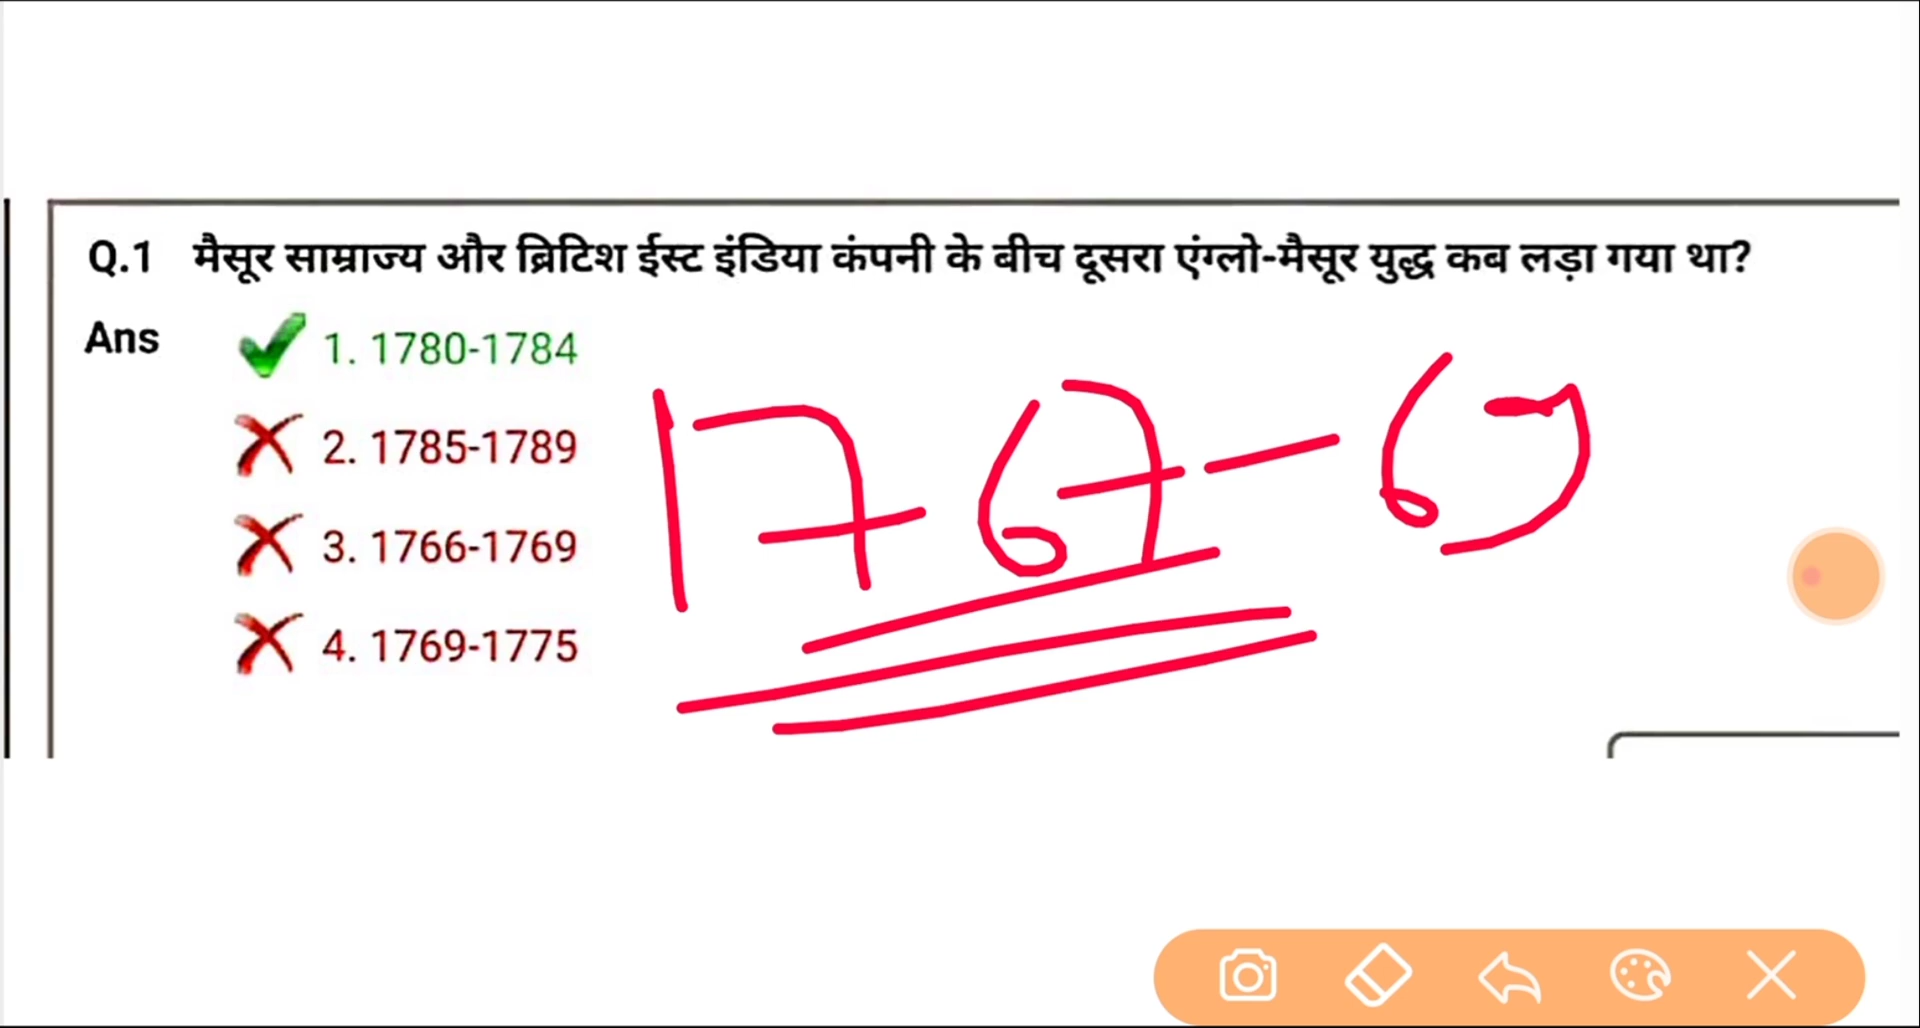 Q.1 मैसूर साम्राज्य और ब्रिटिश ईस्ट इंडिया कंपनी के बीच दूसरा एंग्लो-मैसूर युद्ध कब लड़ा गया था?
Ans 1. 1780-1784
2. 1785-1789
3. 1766-1769
4. 1769-1775
1767-69